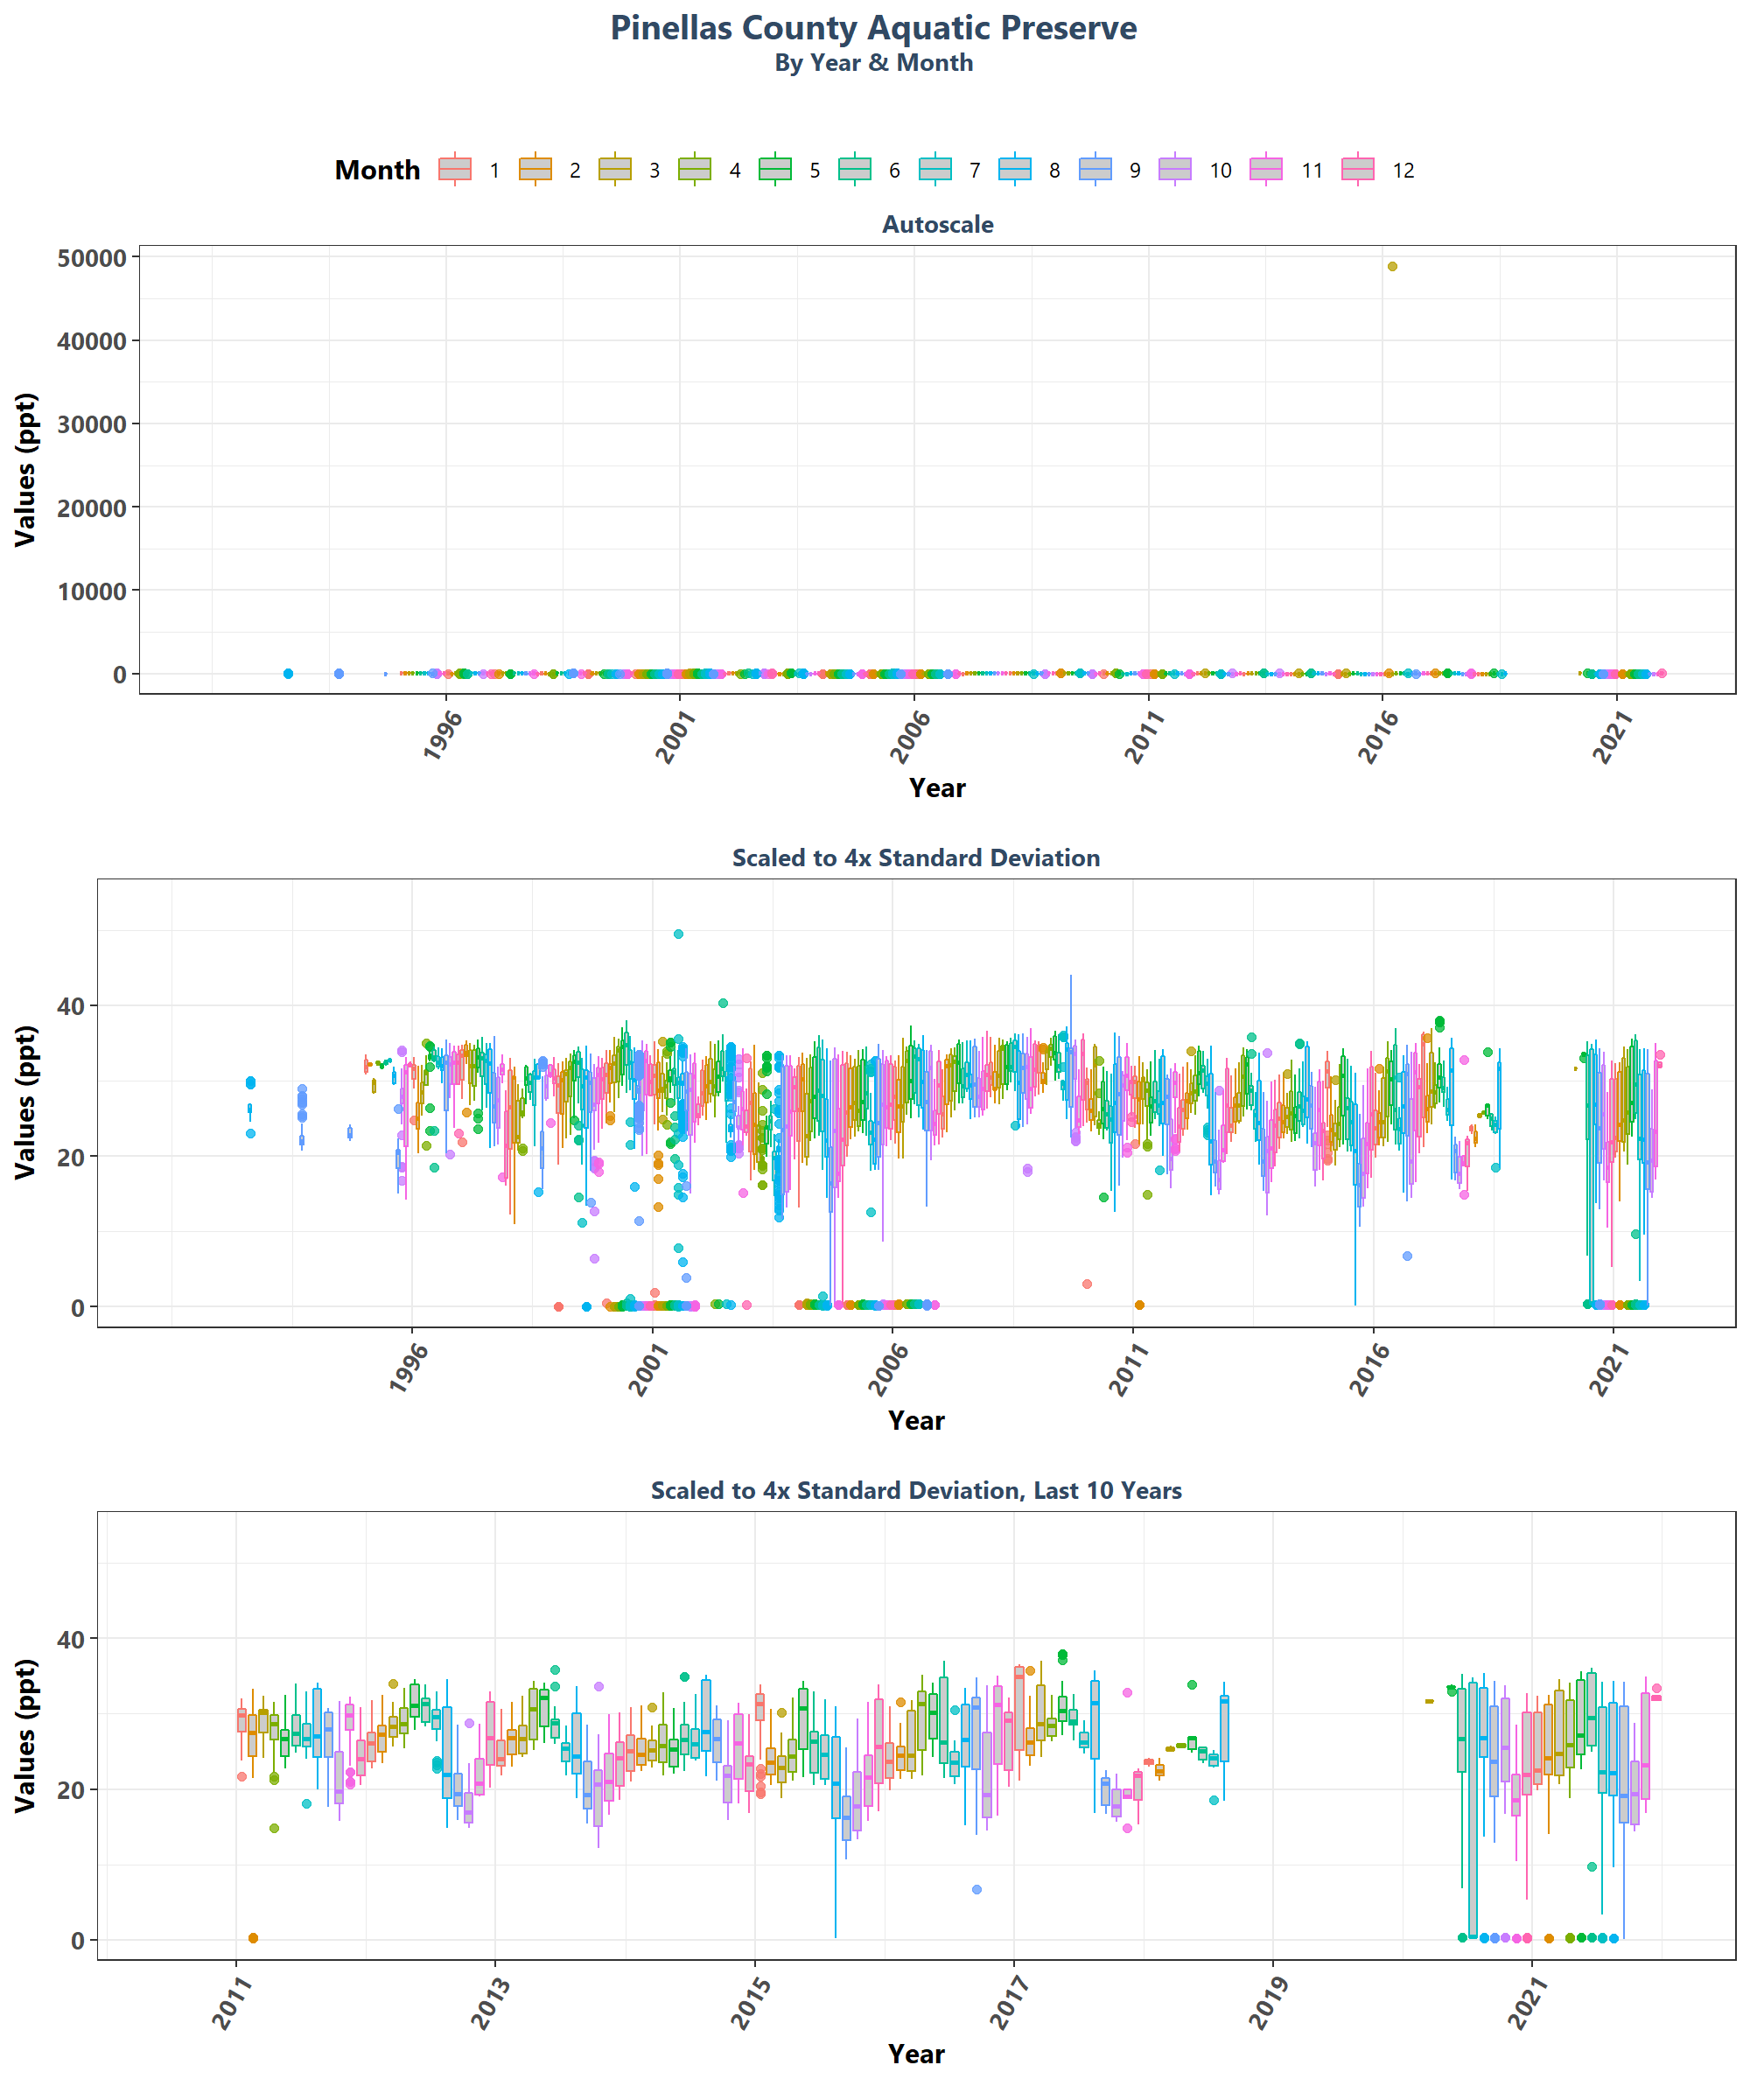 Pinellas County Aquatic Preserve
By Year & Month
Month 1 2 3 4 5 6 7 8 9 10 11 12
Autoscale
Values (ppt)
50000
40000
30000
20000
10000
0
1996 2001 2006 2011 2016 2021
Year
Scaled to 4x Standard Deviation
Values (ppt)
40
20
0
1996 2001 2006 2011 2016 2021
Year
Scaled to 4x Standard Deviation, Last 10 Years
Values (ppt)
40
20
0
2011 2013 2015 2017 2019 2021
Year